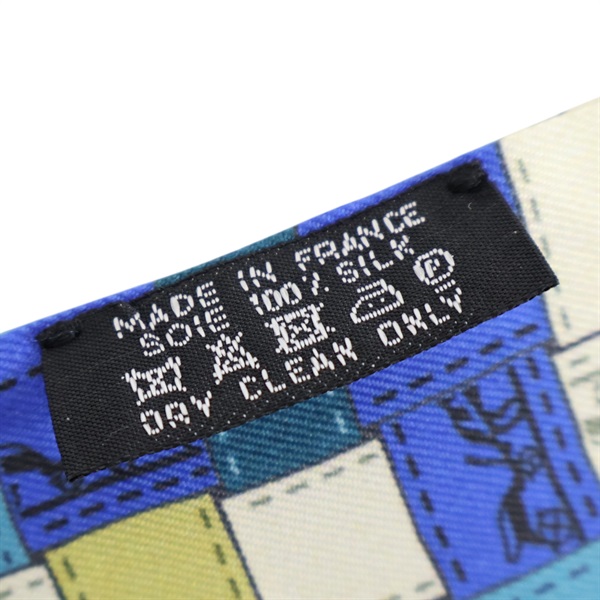 MADE IN FRANCE
SOIE 100% SILK
P
DRY CLEAN ONLY